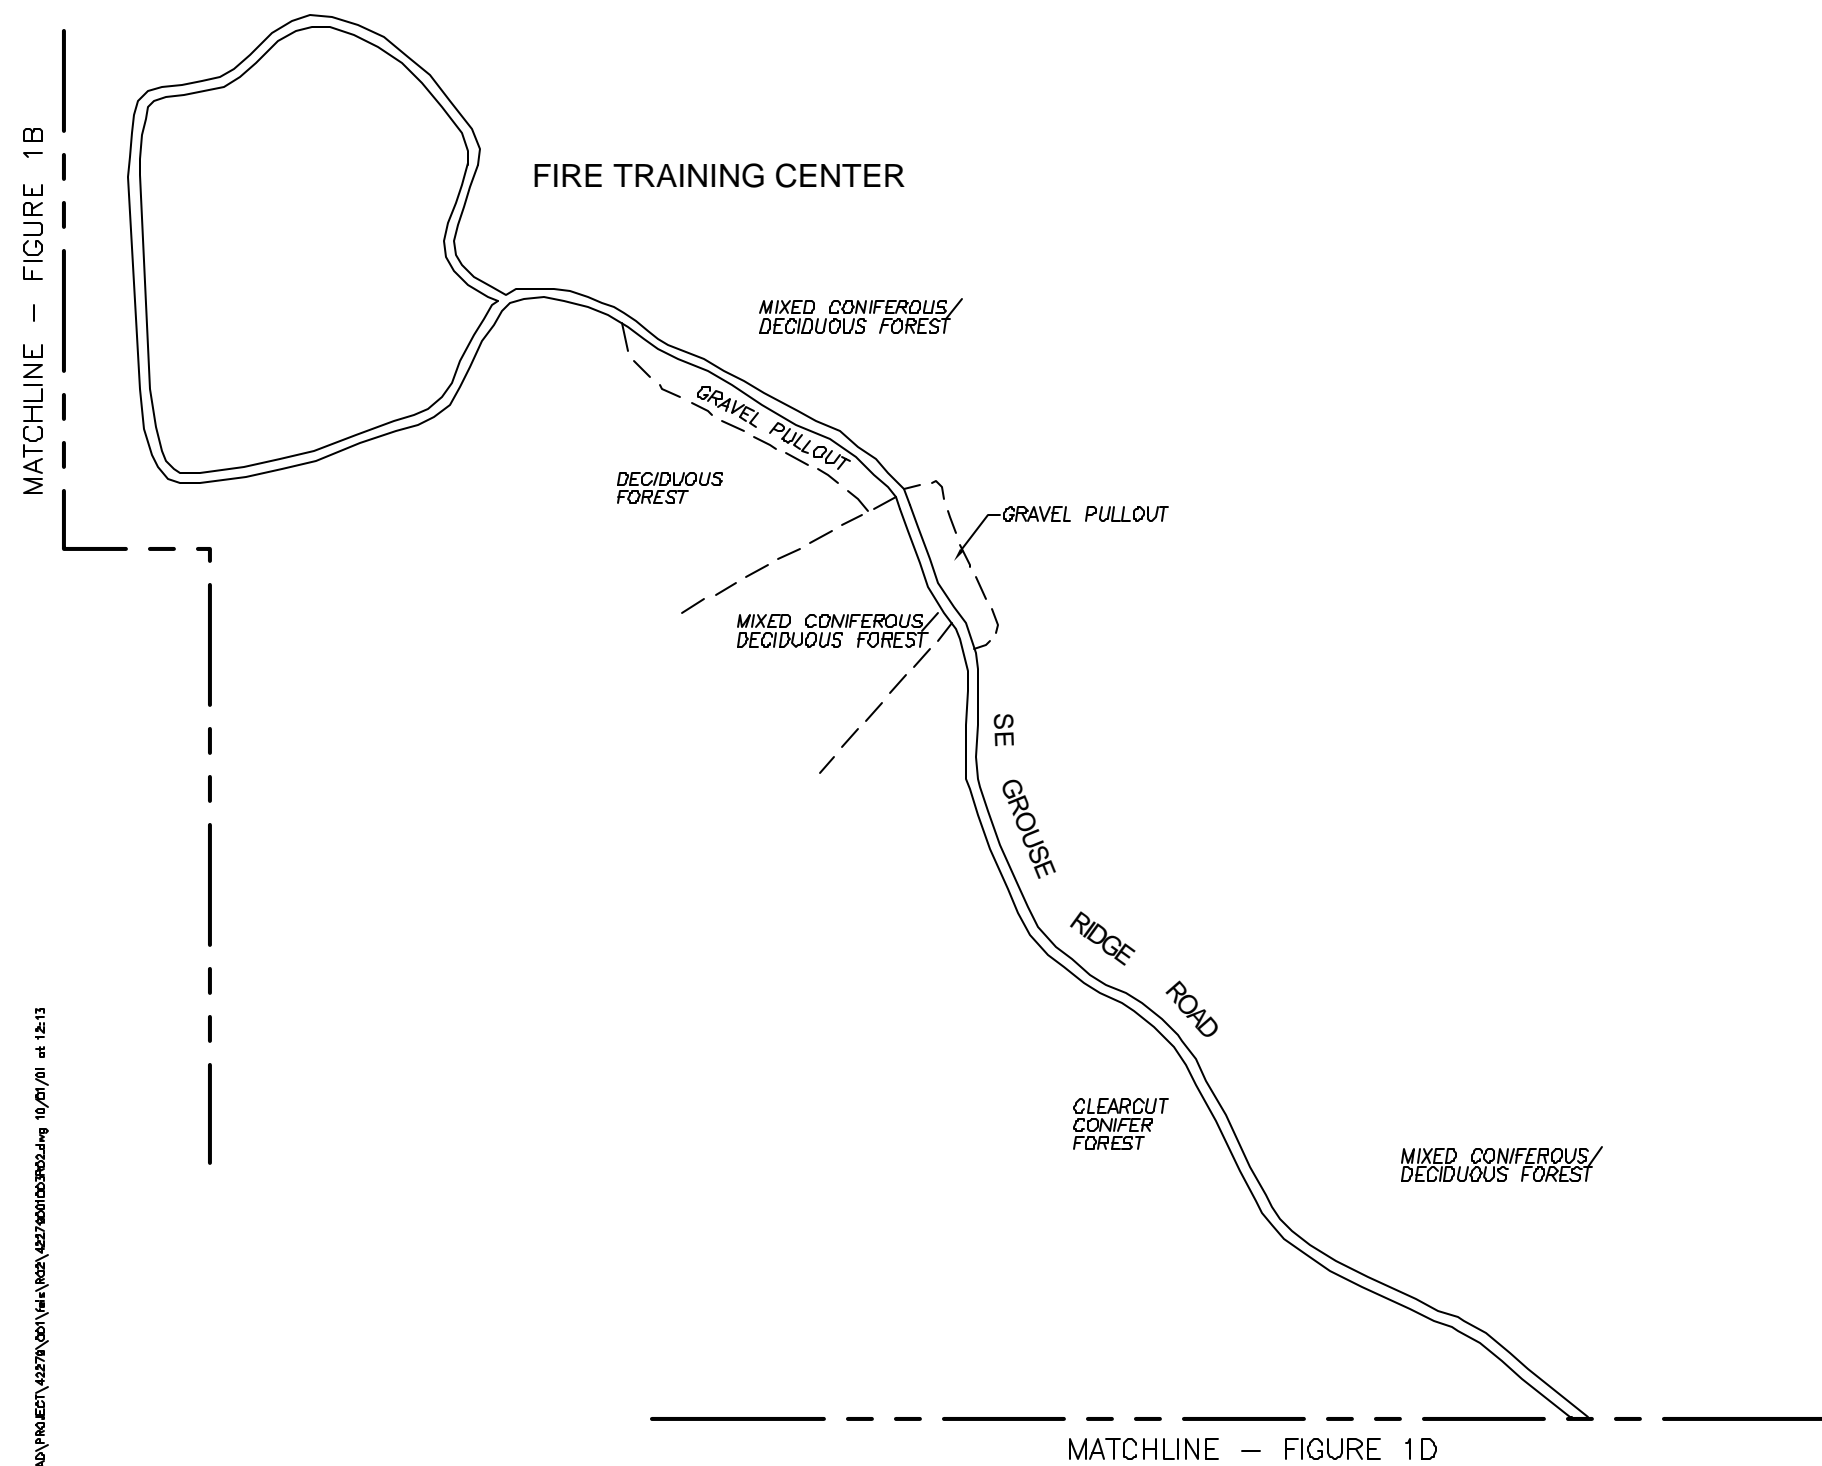 FIRE TRAINING CENTER
MATCHLINE - FIGURE 1B
MIXED CONIFEROUS/
DECIDUOUS FOREST
GRAVEL PULLOUT
DECIDUOUS
FOREST
GRAVEL PULLOUT
MIXED CONIFEROUS/
DECIDUOUS FOREST
SE GROUSE RIDGE ROAD
CLEARCUT
CONIFER
FOREST
MIXED CONIFEROUS/
DECIDUOUS FOREST
MATCHLINE - FIGURE 1D